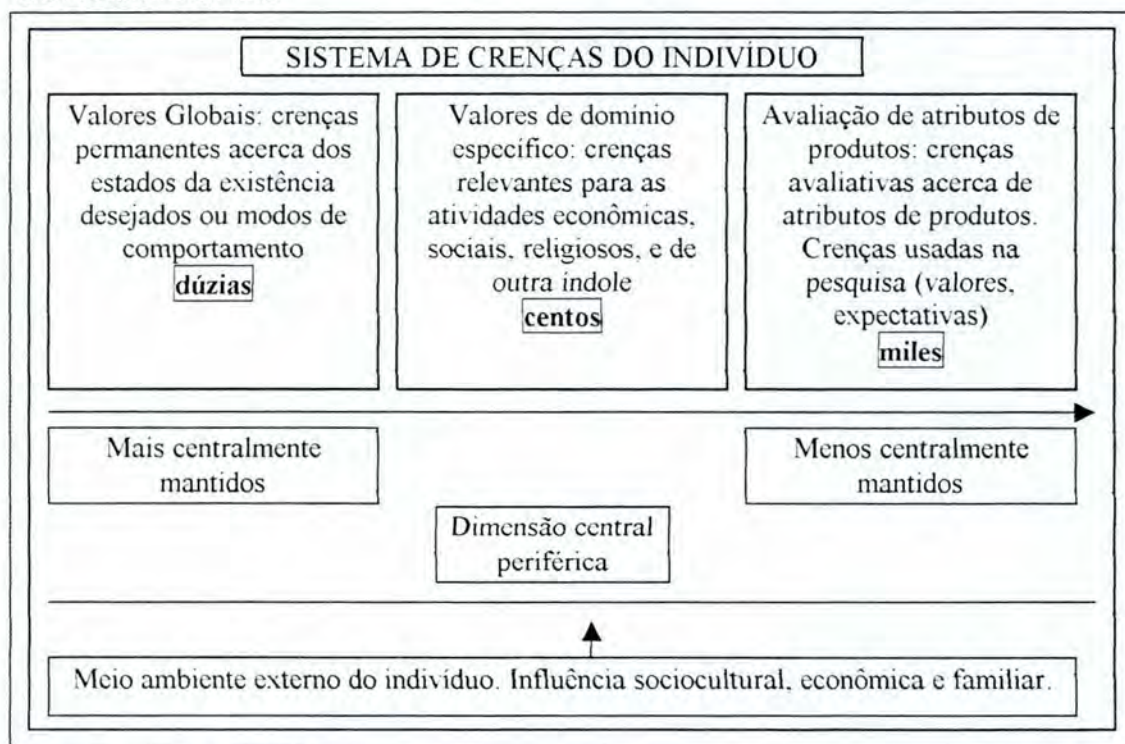 SISTEMA DE CRENÇAS DO INDIVÍDUO
Valores Globais: crenças
permanentes acerca dos
estados da existência
desejados ou modos de
comportamento
dúzias
Valores de domínio
específico: crenças
relevantes para as
atividades econômicas,
sociais, religiosos, e de
outra índole
centos
Avaliação de atributos de
produtos: crenças
avaliativas acerca de
atributos de produtos.
Crenças usadas na
pesquisa (valores,
expectativas)
miles
Mais centralmente
mantidos
Menos centralmente
mantidos
Dimensão central
periférica
Meio ambiente externo do indivíduo. Influência sociocultural, econômica e familiar.